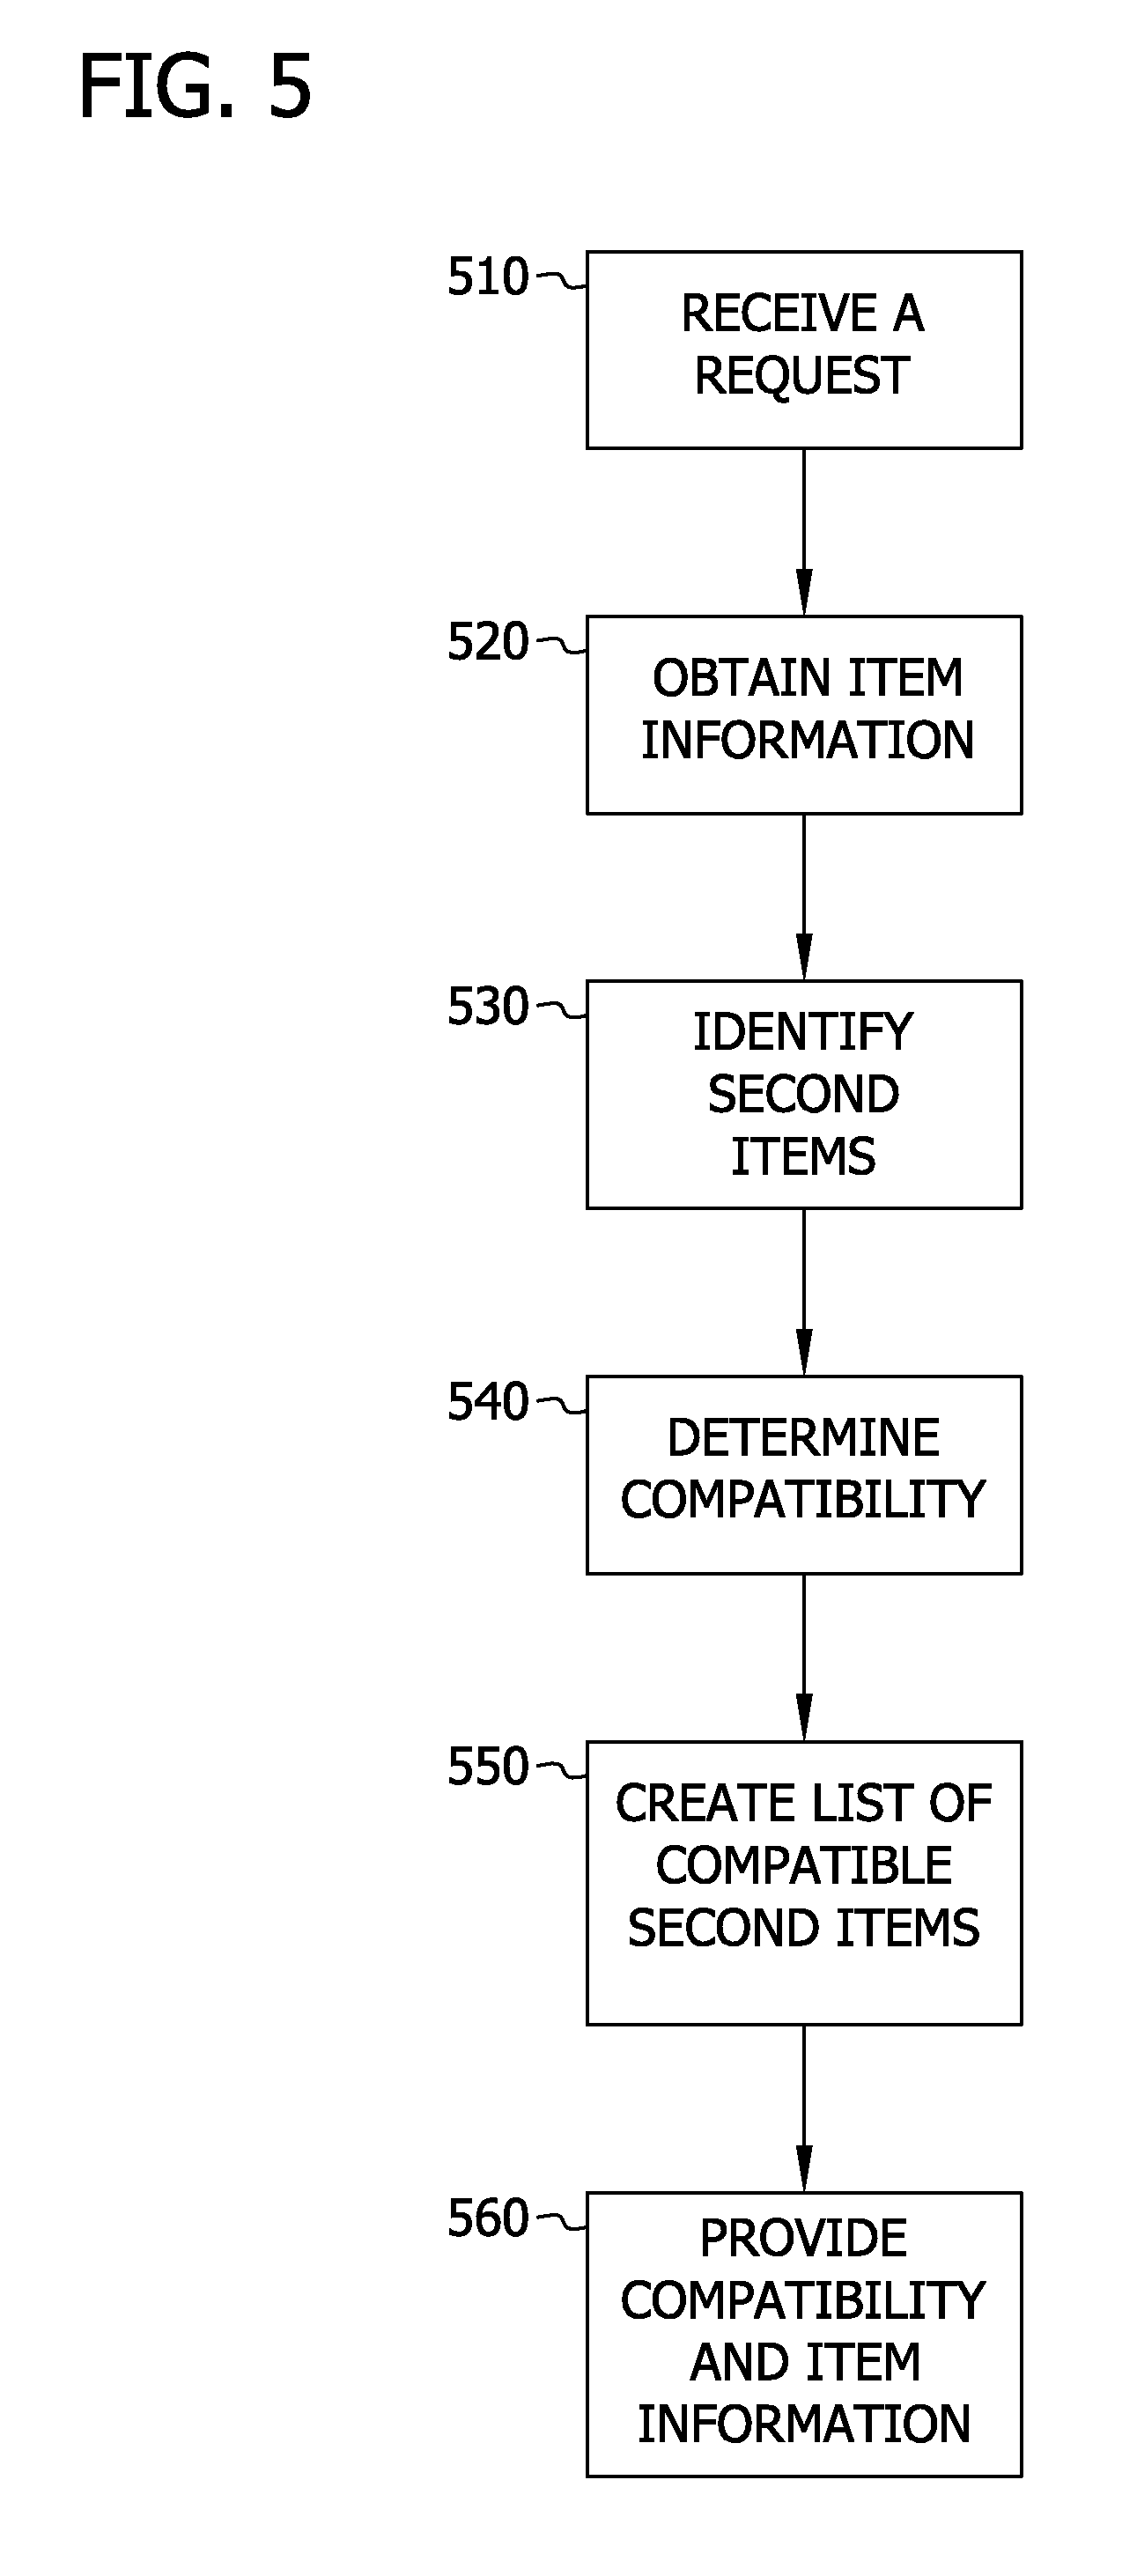 FIG. 5
510
RECEIVE A
REQUEST
520
OBTAIN ITEM
INFORMATION
530
IDENTIFY
SECOND
ITEMS
540
DETERMINE
COMPATIBILITY
550
CREATE LIST OF
COMPATIBLE
SECOND ITEMS
560
PROVIDE
COMPATIBILITY
AND ITEM
INFORMATION